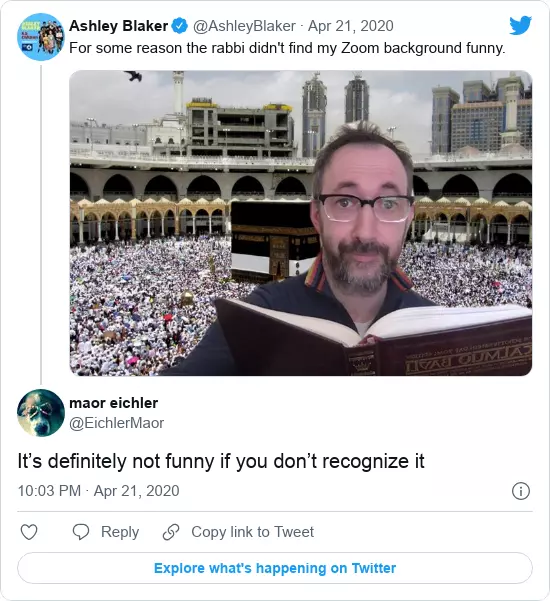 Ashley Blaker @AshleyBlaker · Apr 21, 2020
For some reason the rabbi didn't find my Zoom background funny.
TALMUD BAVLI
maor eichler
@EichlerMaor
It’s definitely not funny if you don’t recognize it
10:03 PM · Apr 21, 2020
Reply
Copy link to Tweet
Explore what's happening on Twitter